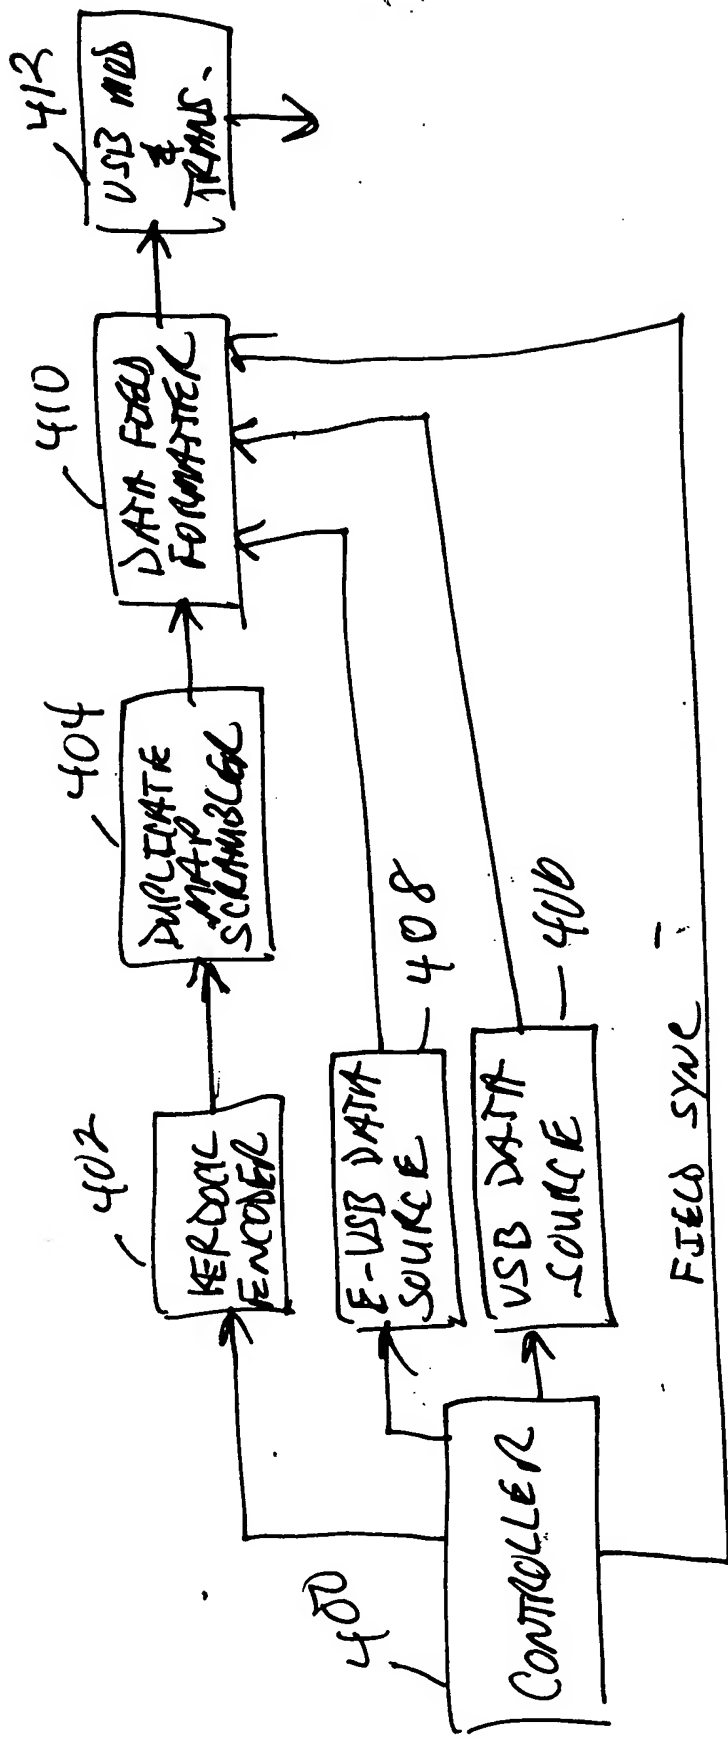 400
CONTROLLER
402
KERDOCK
ENCODER
E-VSB DATA
SOURCE
408
VSB DATA
SOURCE
406
404
DUPLICATE
MAP
SCRAMBLER
410
DATA FIELD
FORMATTER
412
VSB MOD
&
TRANS.
FIELD SYNC